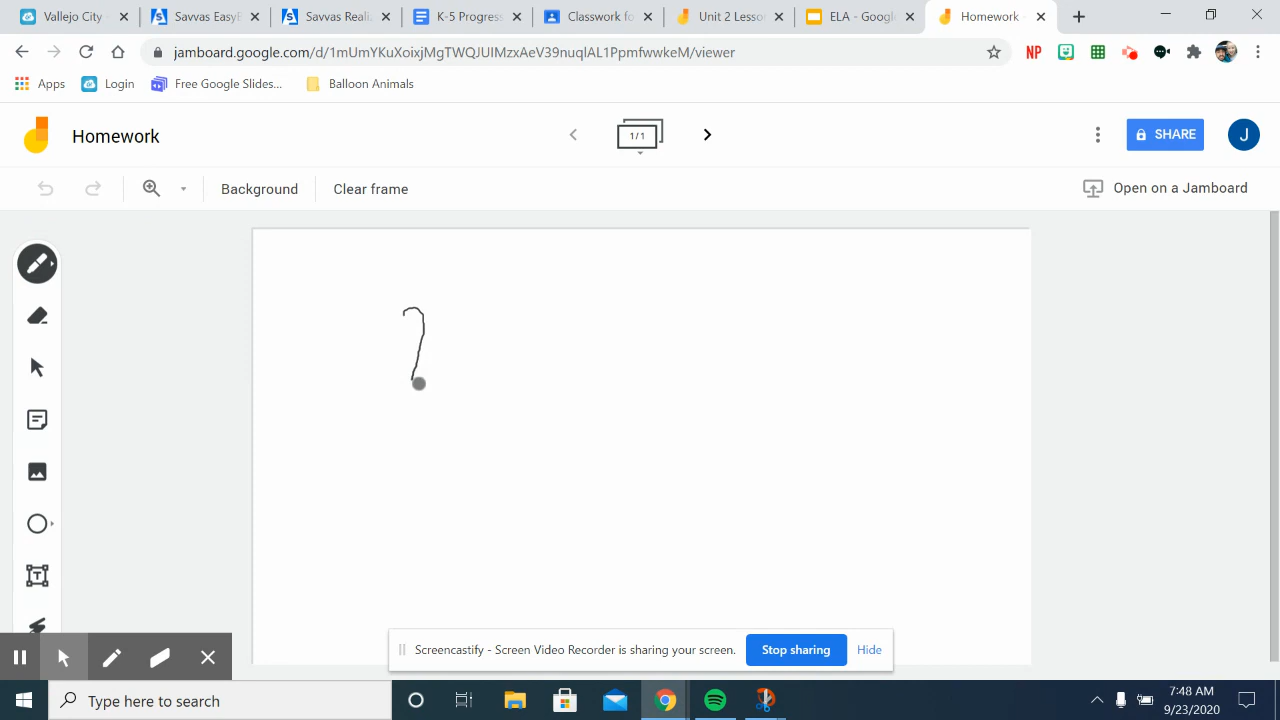 Vallejo City
Savvas EasyB
Savvas Reali
K-5 Progress
Classwork fo
Unit 2 Lesso
ELA - Google
Homework
jamboard.google.com/d/1mUmYKuXoixjMgTWQJUIMzxAeV39nuqlAL1PpmfwwkeM/viewer
NP
Apps
Login
Free Google Slides...
Balloon Animals
Homework
1/1
SHARE
J
Background
Clear frame
Open on a Jamboard
T
Screencastify - Screen Video Recorder is sharing your screen.
Stop sharing
Hide
Type here to search
7:48 AM
9/23/2020